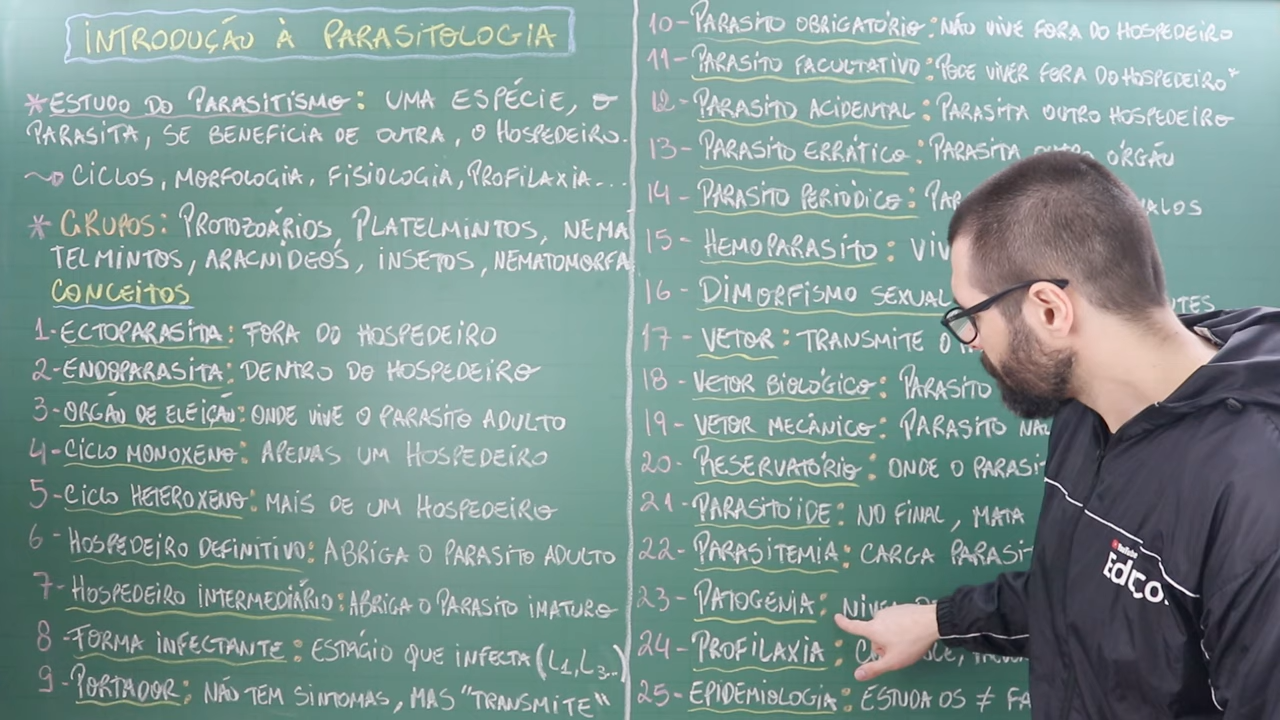 INTRODUÇÃO À PARASITOLOGIA
* ESTUDO DO PARASITISMO: UMA ESPÉCIE, O
PARASITA, SE BENEFICIA DE OUTRA, O HOSPEDEIRO.
~> CICLOS, MORFOLOGIA, FISIOLOGIA, PROFILAXIA...
* GRUPOS: PROTOZOÁRIOS, PLATELMINTOS, NEMA
TELMINTOS, ARACNÍDEOS, INSETOS, NEMATOMORFA
CONCEITOS
1-ECTOPARASITA: FORA DO HOSPEDEIRO
2-ENDOPARASITA: DENTRO DO HOSPEDEIRO
3-ORGÃO DE ELEIÇÃO: ONDE VIVE O PARASITO ADULTO
4-CICLO MONOXENO: APENAS UM HOSPEDEIRO
5-CICLO HETEROXENO: MAIS DE UM HOSPEDEIRO
6-HOSPEDEIRO DEFINITIVO: ABRIGA O PARASITO ADULTO
7-HOSPEDEIRO INTERMEDIÁRIO: ABRIGA O PARASITO IMATURO
8-FORMA INFECTANTE: ESTÁGIO QUE INFECTA (L1, L3..)
9-PORTADOR: NÃO TEM SINTOMAS, MAS "TRANSMITE"
10-PARASITO OBRIGATÓRIO: NÃO VIVE FORA DO HOSPEDEIRO
11-PARASITO FACULTATIVO: PODE VIVER FORA DO HOSPEDEIRO*
12-PARASITO ACIDENTAL: PARASITA OUTRO HOSPEDEIRO
13-PARASITO ERRÁTICO: PARASITA OUTRO ÓRGÃO
14-PARASITO PERIÓDICO:
15-HEMOPARASITO:
16-DIMORFISMO SEXUAL
17-VETOR: TRANSMITE O
18-VETOR BIOLÓGICO: PARASITO
19-VETOR MECÂNICO: PARASITO
20-RESERVATÓRIO: ONDE O
21-PARASITOIDE: NO FINAL, MATA
22-PARASITEMIA: CARGA
23-PATOGENIA: NÍVEL
24-PROFILAXIA:
25-EPIDEMIOLOGIA: ESTUDA OS ≠
YouTube
Edu